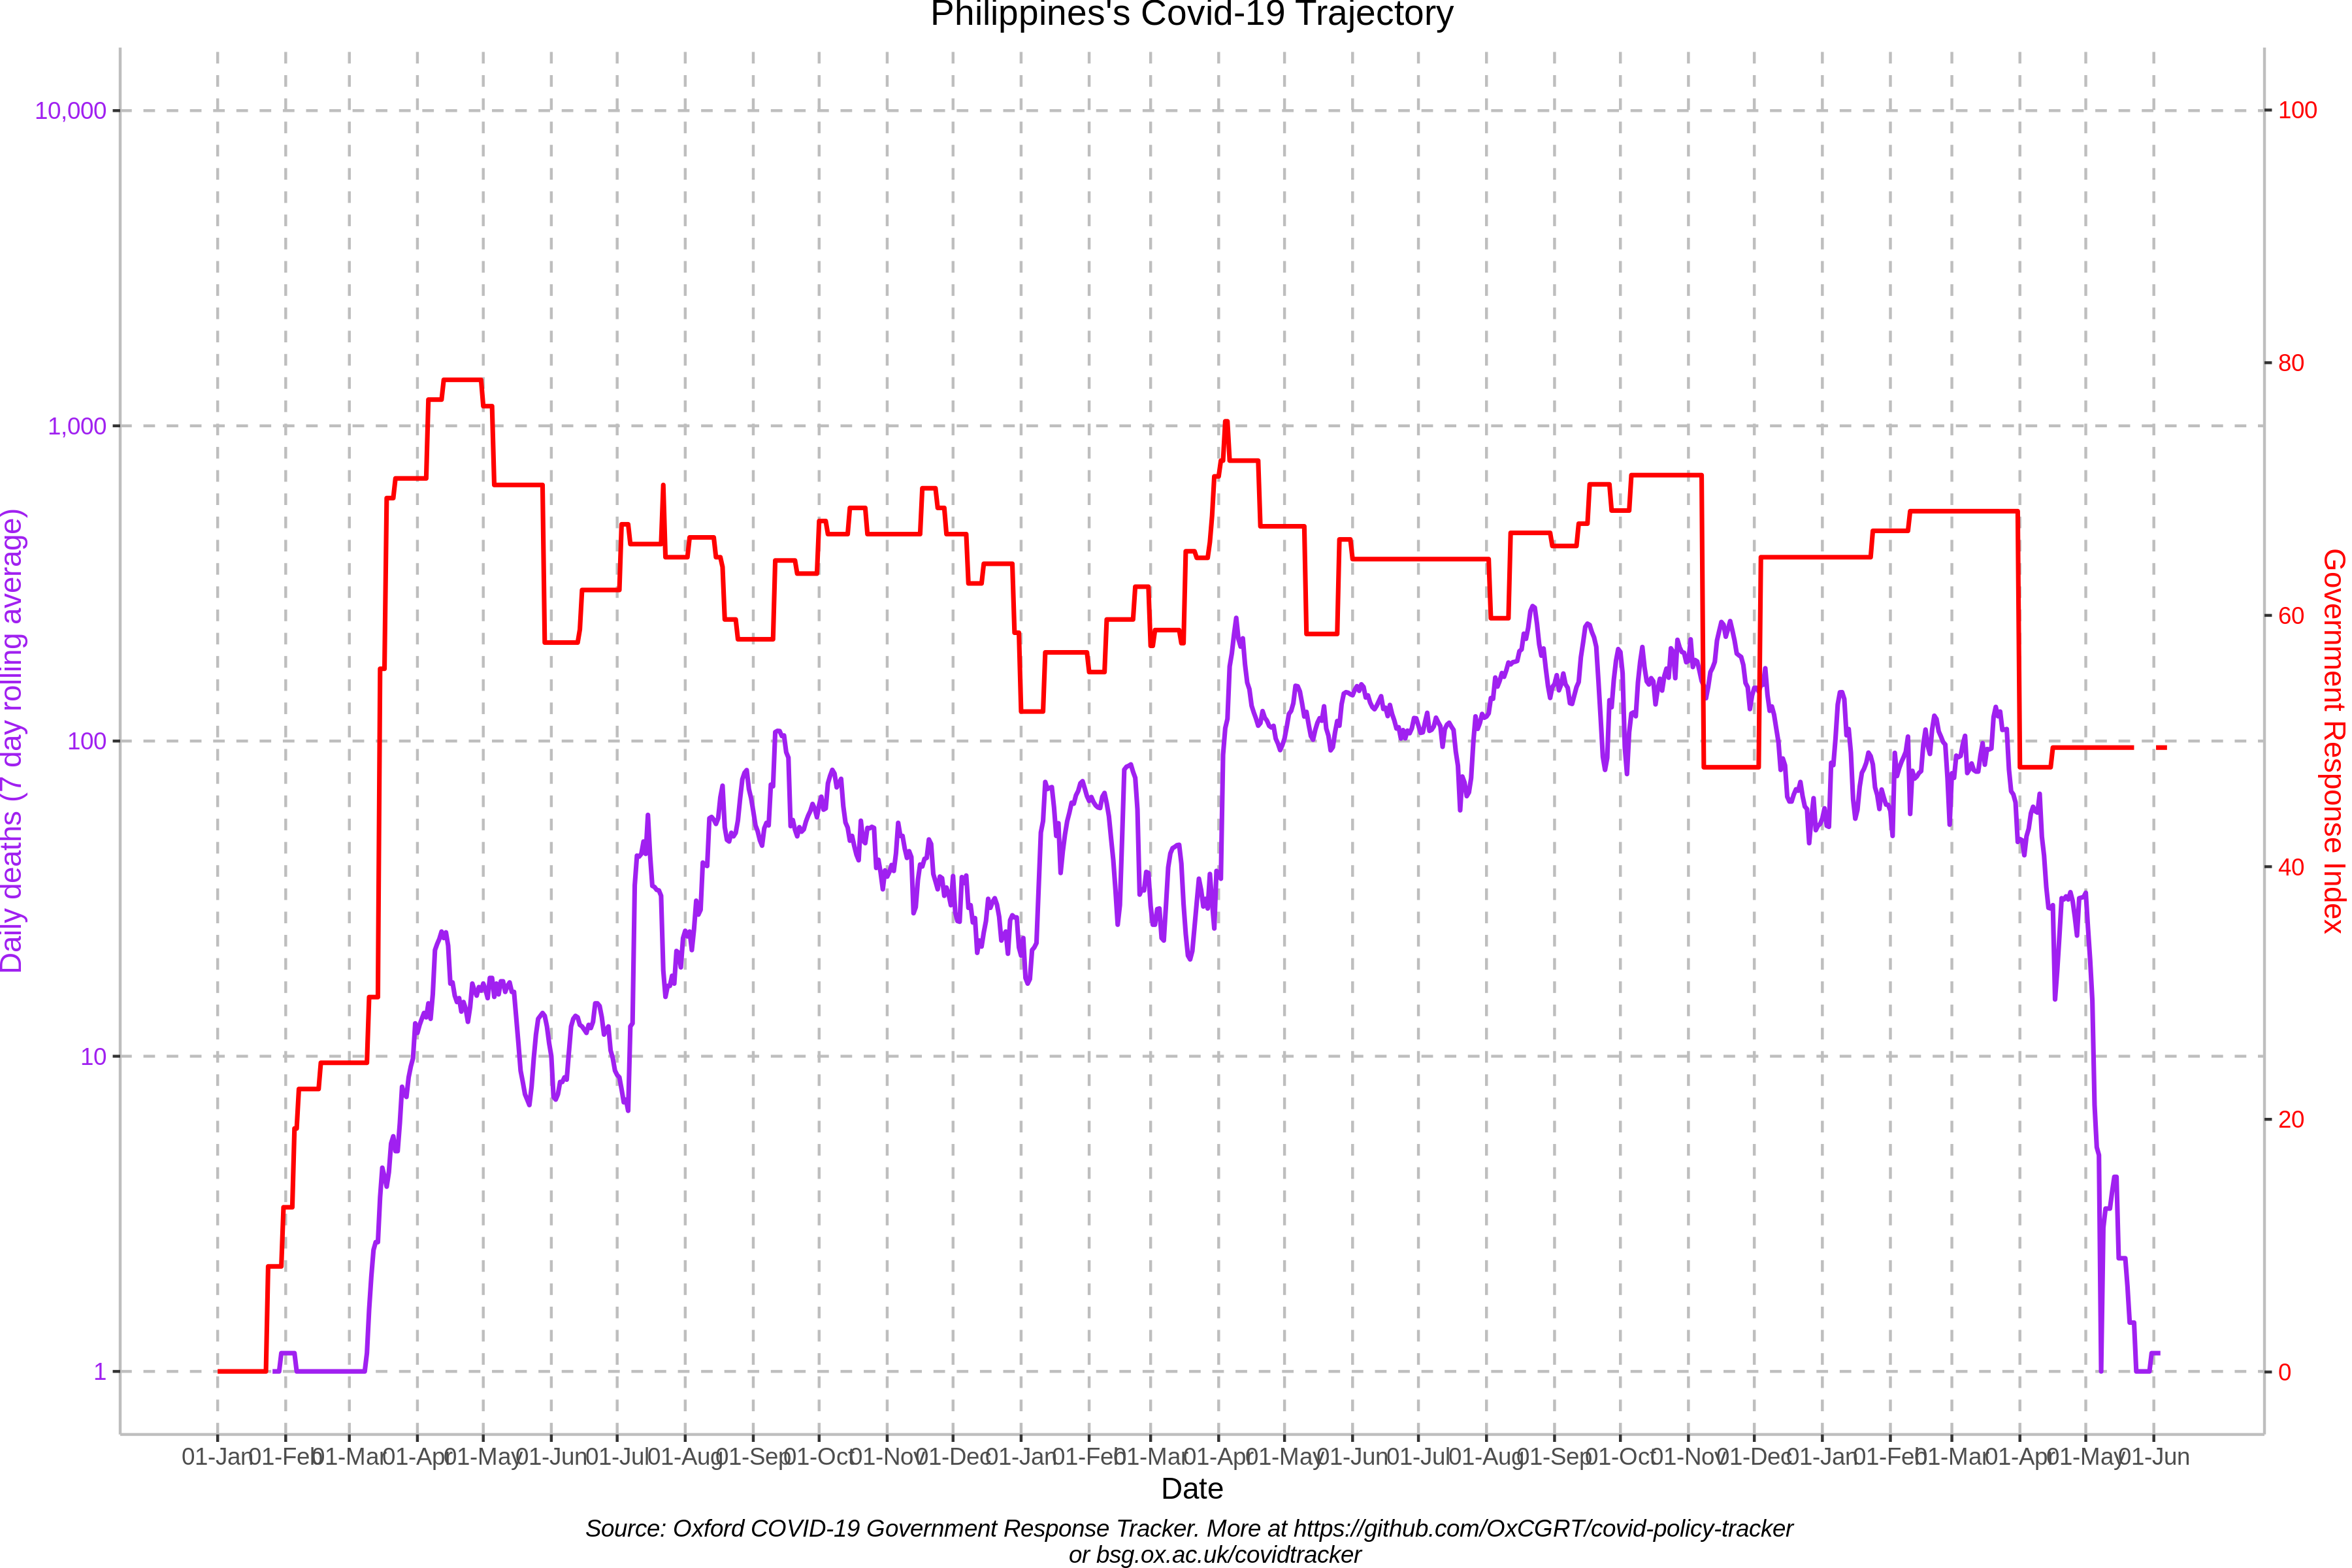 Philippines's Covid-19 Trajectory
10,000
1,000
100
10
1
Daily deaths (7 day rolling average)
100
80
60
40
20
0
Government Response Index
01-Jan 01-Feb 01-Mar 01-Apr 01-May 01-Jun 01-Jul 01-Aug 01-Sep 01-Oct 01-Nov 01-Dec 01-Jan 01-Feb 01-Mar 01-Apr 01-May 01-Jun 01-Jul 01-Aug 01-Sep 01-Oct 01-Nov 01-Dec 01-Jan 01-Feb 01-Mar 01-Apr 01-May 01-Jun
Date
Source: Oxford COVID-19 Government Response Tracker. More at https://github.com/OxCGRT/covid-policy-tracker
or bsg.ox.ac.uk/covidtracker